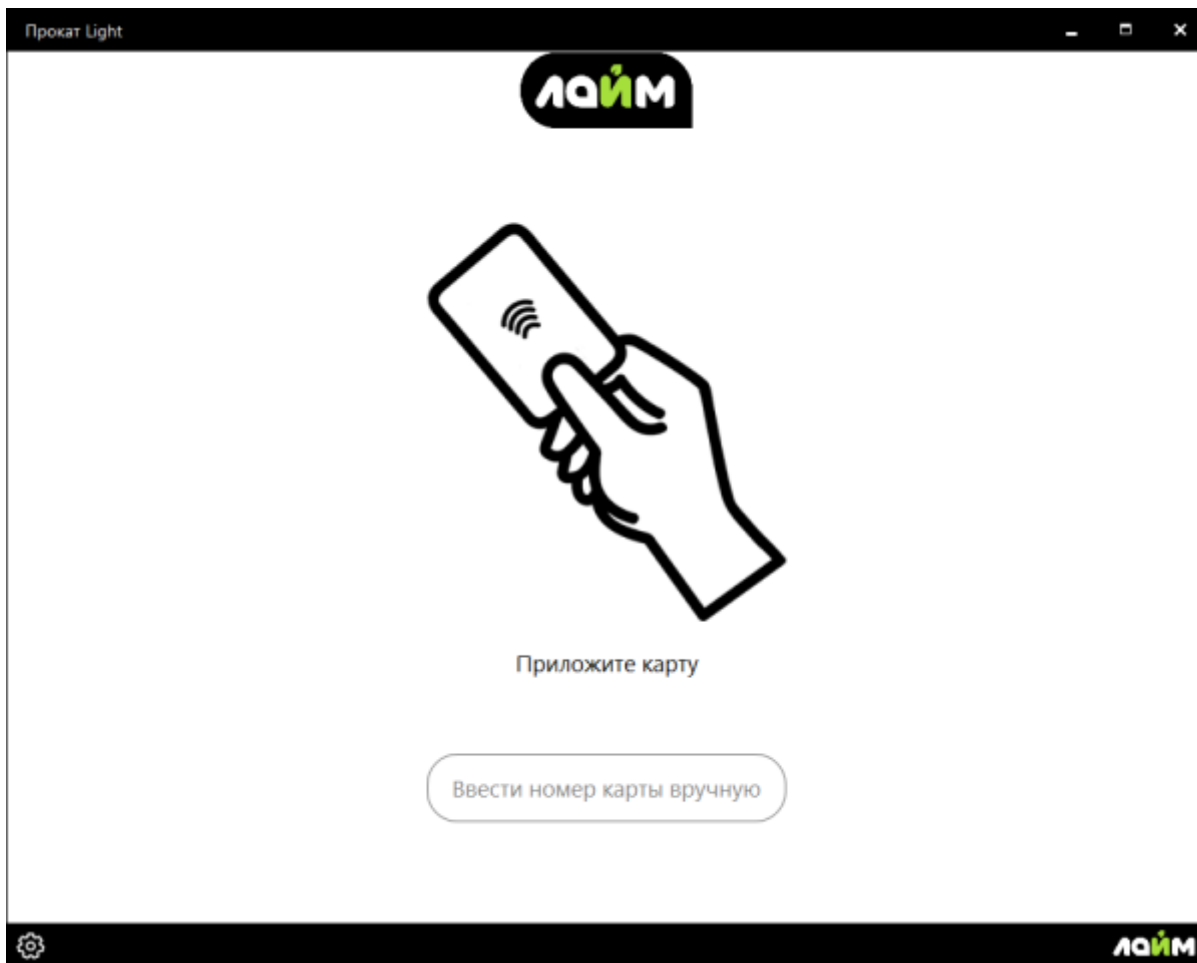 Прокат Light
лайм
Приложите карту
Ввести номер карты вручную
лайм